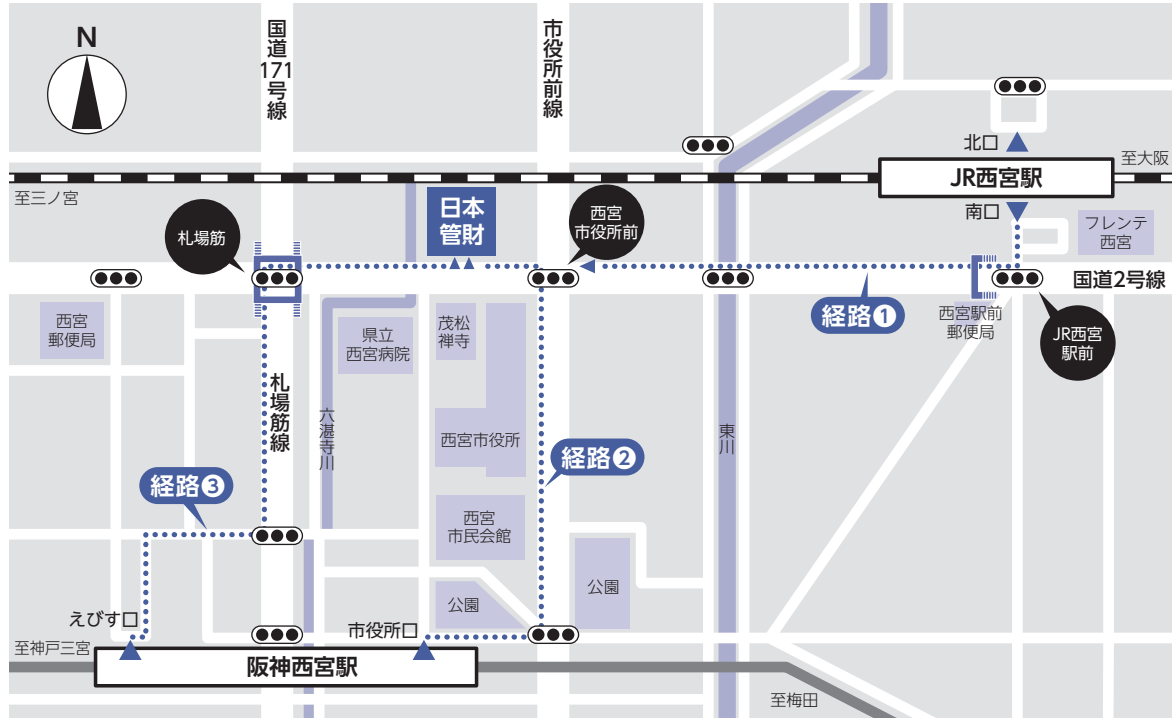 N
国道171号線
市役所前線
北口
至大阪
JR西宮駅
至三ノ宮
南口
日本
管財
西宮
市役所前
札場筋
フレンテ
西宮
国道2号線
経路❶
西宮駅前
郵便局
JR西宮
駅前
西宮
郵便局
県立
西宮病院
茂松
禅寺
札場筋線
六湛寺川
西宮市役所
東川
経路❷
経路❸
西宮
市民会館
公園
公園
えびす口
市役所口
至神戸三宮
阪神西宮駅
至梅田